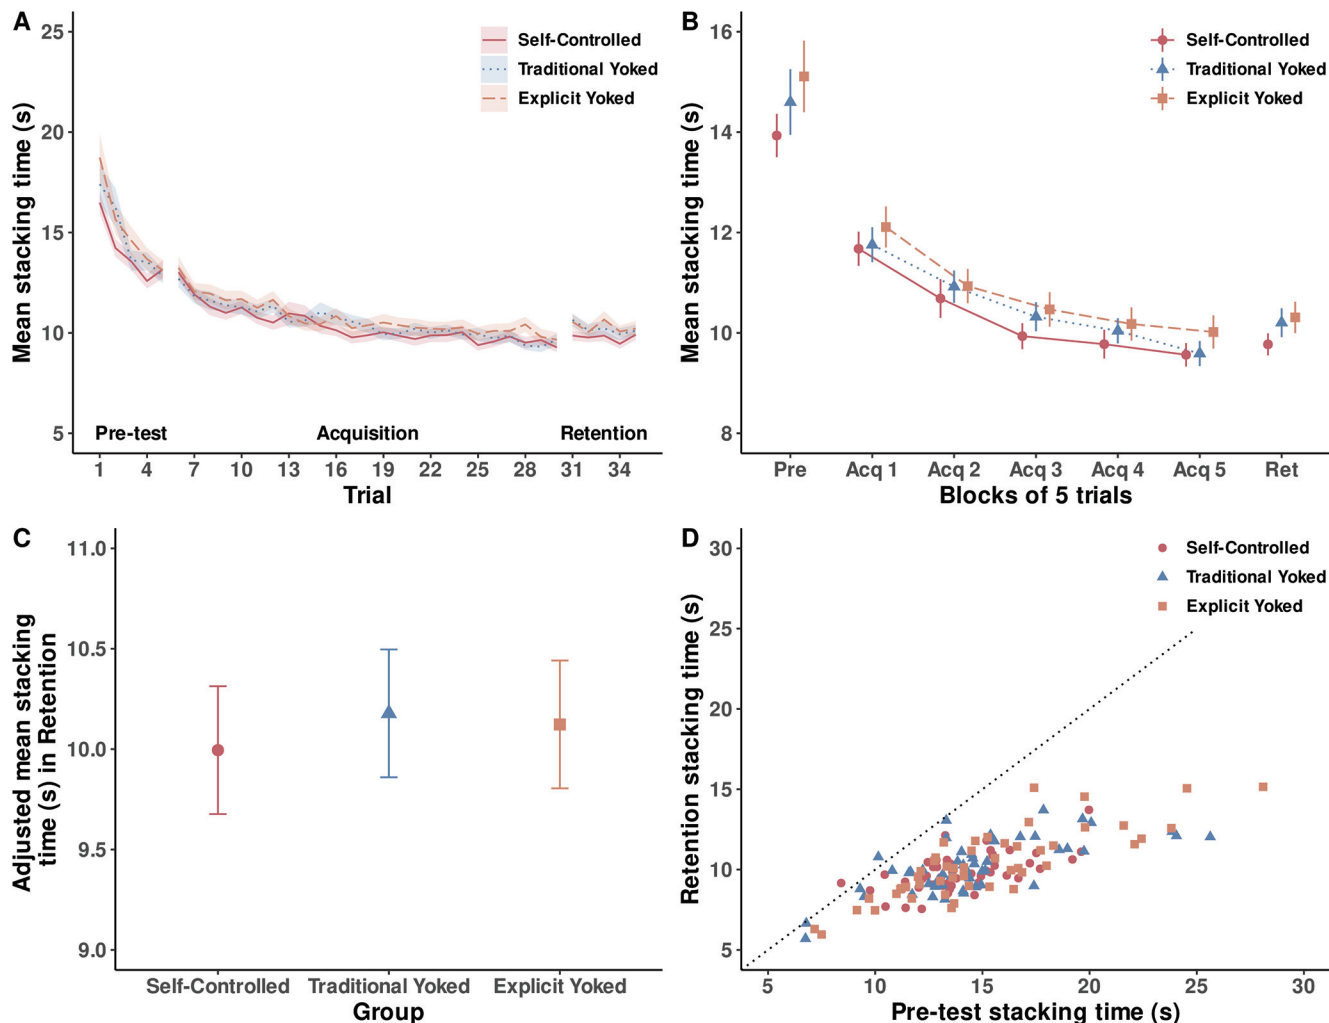 A
Mean stacking time (s)
25
20
15
10
5
Self-Controlled
Traditional Yoked
Explicit Yoked
Pre-test
Acquisition
Retention
1 4 7 10 13 16 19 22 25 28 31 34
Trial
B
Mean stacking time (s)
16
14
12
10
8
Self-Controlled
Traditional Yoked
Explicit Yoked
Pre Acq 1 Acq 2 Acq 3 Acq 4 Acq 5 Ret
Blocks of 5 trials
C
Adjusted mean stacking
time (s) in Retention
11.0
10.5
10.0
9.5
9.0
Self-Controlled Traditional Yoked Explicit Yoked
Group
D
Retention stacking time (s)
30
25
20
15
10
5
Self-Controlled
Traditional Yoked
Explicit Yoked
5 10 15 20 25 30
Pre-test stacking time (s)